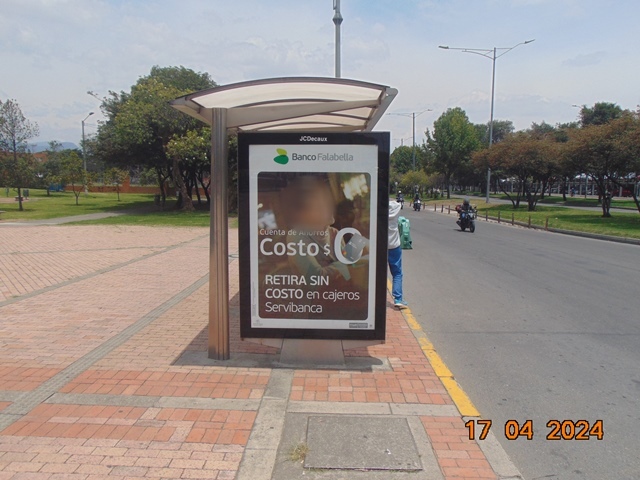 JCDecaux
Banco Falabella
Cuenta de Ahorros
Costo $ 0
RETIRA SIN
COSTO en cajeros
Servibanca
17 04 2024